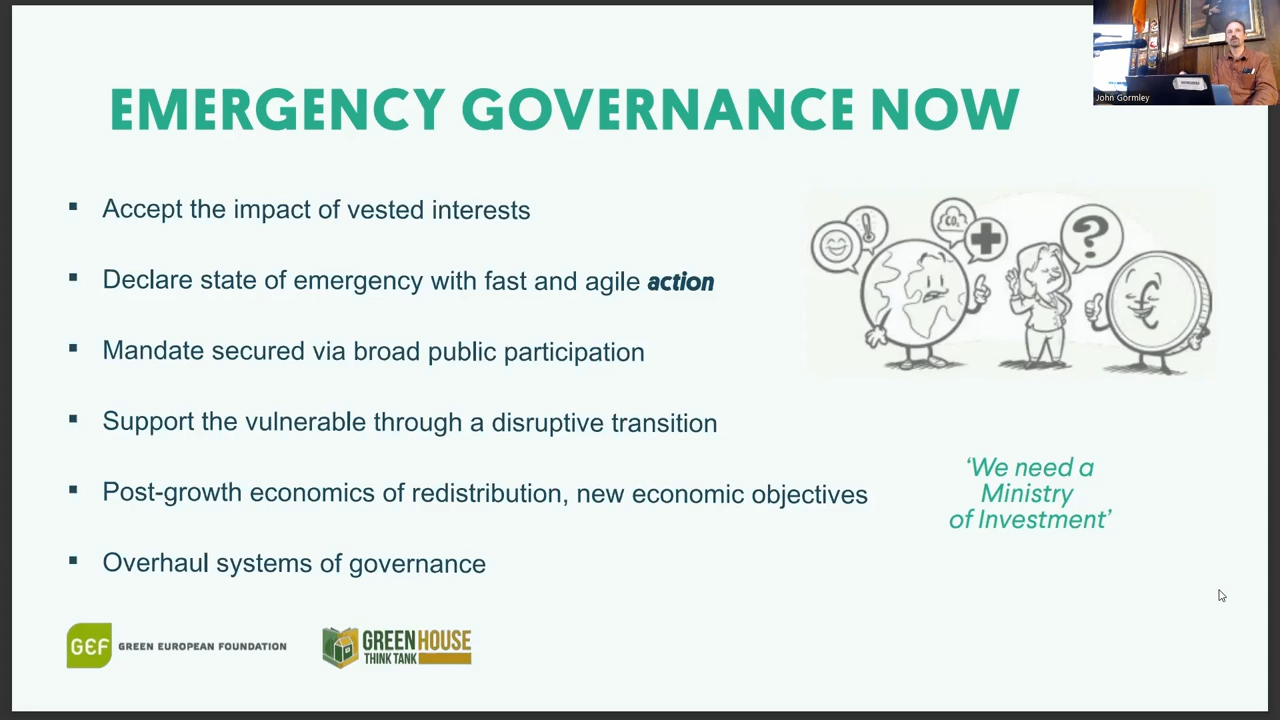 EMERGENCY GOVERNANCE NOW
John Gormley
▪ Accept the impact of vested interests
▪ Declare state of emergency with fast and agile action
▪ Mandate secured via broad public participation
▪ Support the vulnerable through a disruptive transition
▪ Post-growth economics of redistribution, new economic objectives
▪ Overhaul systems of governance
CO₂
?
€
‘We need a
Ministry
of Investment’
GEF GREEN EUROPEAN FOUNDATION
GREEN HOUSE
THINK TANK